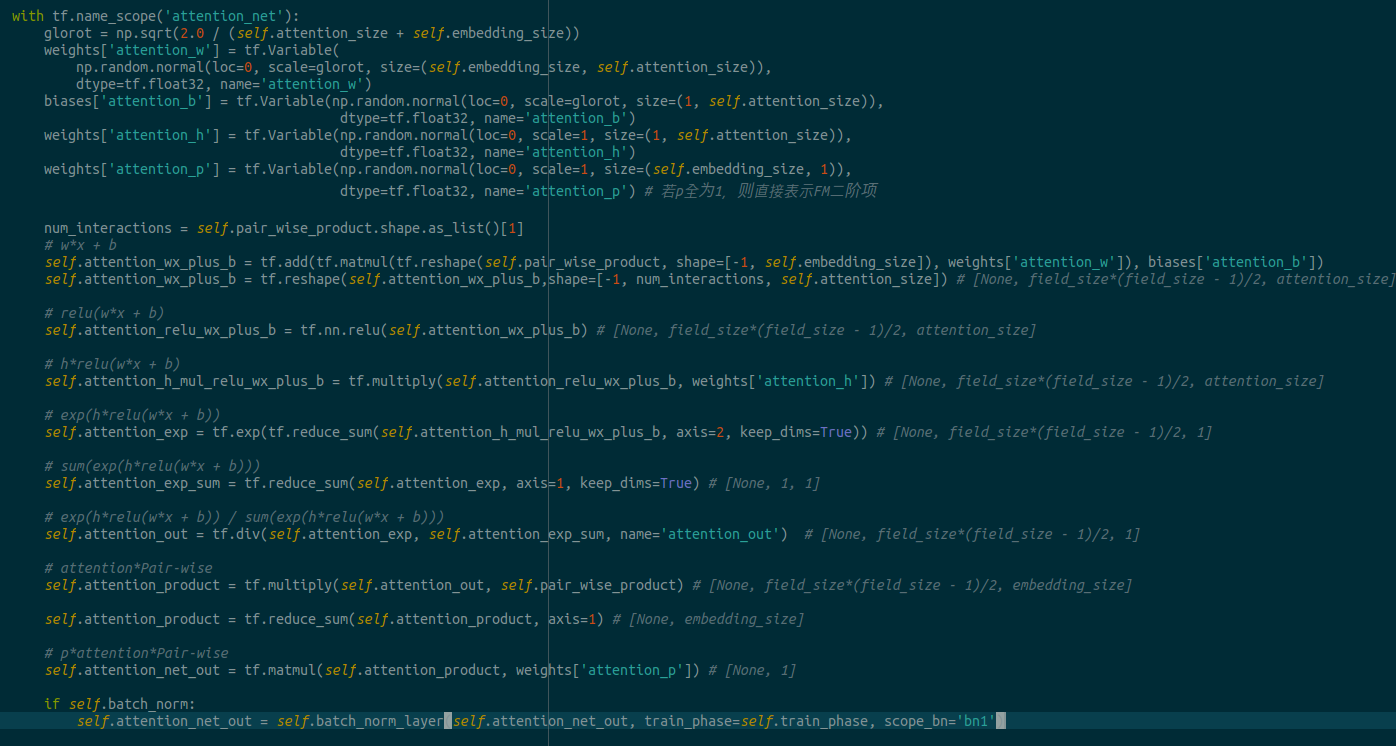 with tf.name_scope('attention_net'):
glorot = np.sqrt(2.0 / (self.attention_size + self.embedding_size))
weights['attention_w'] = tf.Variable(
np.random.normal(loc=0, scale=glorot, size=(self.embedding_size, self.attention_size)),
dtype=tf.float32, name='attention_w')
biases['attention_b'] = tf.Variable(np.random.normal(loc=0, scale=glorot, size=(1, self.attention_size)),
dtype=tf.float32, name='attention_b')
weights['attention_h'] = tf.Variable(np.random.normal(loc=0, scale=1, size=(1, self.attention_size)),
dtype=tf.float32, name='attention_h')
weights['attention_p'] = tf.Variable(np.random.normal(loc=0, scale=1, size=(self.embedding_size, 1)),
dtype=tf.float32, name='attention_p') # 若p全为1, 则直接表示FM二阶项
num_interactions = self.pair_wise_product.shape.as_list()[1]
# w*x + b
self.attention_wx_plus_b = tf.add(tf.matmul(tf.reshape(self.pair_wise_product, shape=[-1, self.embedding_size]), weights['attention_w']), biases['attention_b'])
self.attention_wx_plus_b = tf.reshape(self.attention_wx_plus_b,shape=[-1, num_interactions, self.attention_size]) # [None, field_size*(field_size - 1)/2, attention_size]
# relu(w*x + b)
self.attention_relu_wx_plus_b = tf.nn.relu(self.attention_wx_plus_b) # [None, field_size*(field_size - 1)/2, attention_size]
# h*relu(w*x + b)
self.attention_h_mul_relu_wx_plus_b = tf.multiply(self.attention_relu_wx_plus_b, weights['attention_h']) # [None, field_size*(field_size - 1)/2, attention_size]
# exp(h*relu(w*x + b))
self.attention_exp = tf.exp(tf.reduce_sum(self.attention_h_mul_relu_wx_plus_b, axis=2, keep_dims=True)) # [None, field_size*(field_size - 1)/2, 1]
# sum(exp(h*relu(w*x + b)))
self.attention_exp_sum = tf.reduce_sum(self.attention_exp, axis=1, keep_dims=True) # [None, 1, 1]
# exp(h*relu(w*x + b)) / sum(exp(h*relu(w*x + b)))
self.attention_out = tf.div(self.attention_exp, self.attention_exp_sum, name='attention_out')  # [None, field_size*(field_size - 1)/2, 1]
# attention*Pair-wise
self.attention_product = tf.multiply(self.attention_out, self.pair_wise_product) # [None, field_size*(field_size - 1)/2, embedding_size]
self.attention_product = tf.reduce_sum(self.attention_product, axis=1) # [None, embedding_size]
# p*attention*Pair-wise
self.attention_net_out = tf.matmul(self.attention_product, weights['attention_p']) # [None, 1]
if self.batch_norm:
self.attention_net_out = self.batch_norm_layer(self.attention_net_out, train_phase=self.train_phase, scope_bn='bn1')